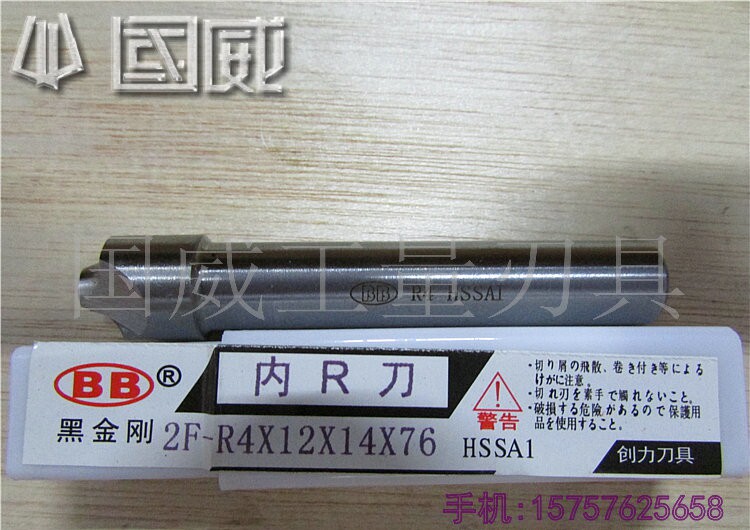 国威
国威工量刃具
BB R4 HSSA1
BB®
黑金刚
内 R 刀
2F-R4X12X14X76
警告
HSSA1
・切り屑の飛散、巻き付き等による
けがに注意。
・切れ刃を素手で觸れないこと。
・破損する危險があるので保護用
品を使用すること。
创力刀具
手机:15757625658